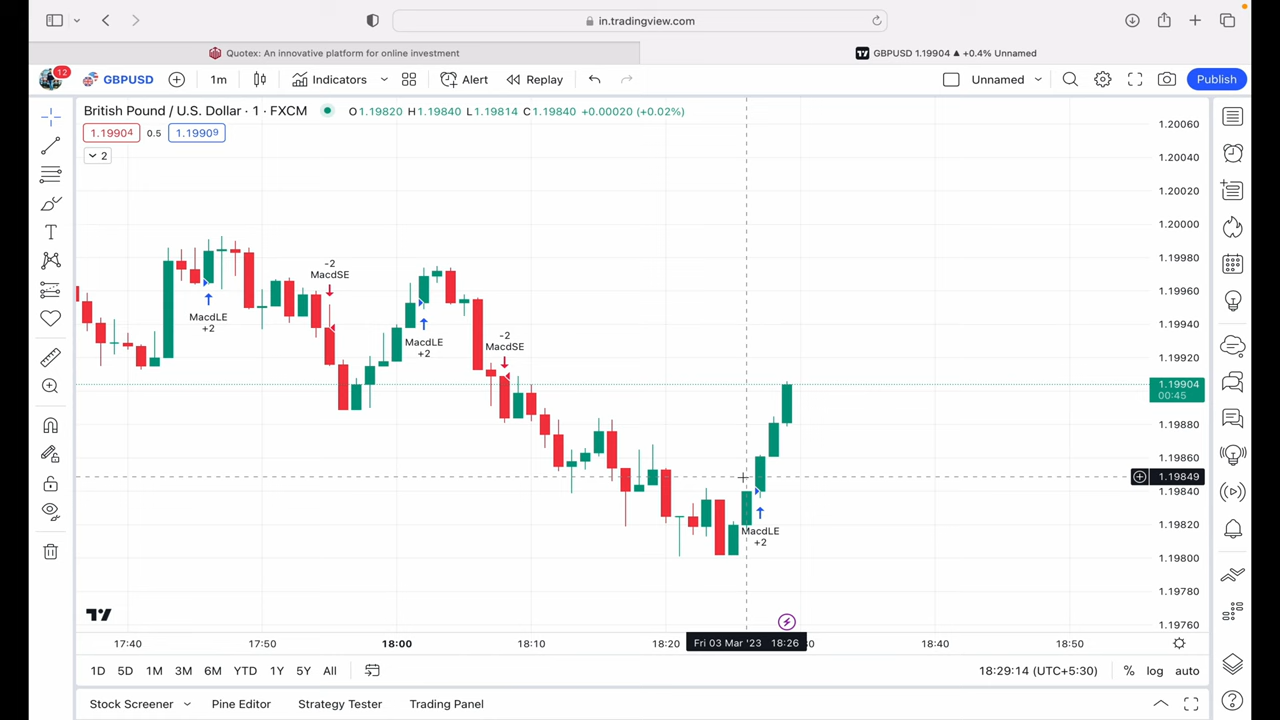 in.tradingview.com
Quotex: An innovative platform for online investment
GBPUSD 1.19904 ▲ +0.4% Unnamed
12
GBPUSD
1m
Indicators
Alert
Replay
Unnamed
Publish
British Pound / U.S. Dollar · 1 · FXCM
O1.19820 H1.19840 L1.19814 C1.19840 +0.00020 (+0.02%)
1.19904 0.5 1.19909
2
1.20060
1.20040
1.20020
1.20000
1.19980
1.19960
1.19940
1.19920
1.19904
00:45
1.19880
1.19860
1.19849
1.19840
1.19820
1.19800
1.19780
1.19760
MacdLE
+2
-2
MacdSE
MacdLE
+2
-2
MacdSE
MacdLE
+2
17:40 17:50 18:00 18:10 18:20 Fri 03 Mar '23 18:26 18:40 18:50
1D 5D 1M 3M 6M YTD 1Y 5Y All
18:29:14 (UTC+5:30) % log auto
Stock Screener Pine Editor Strategy Tester Trading Panel